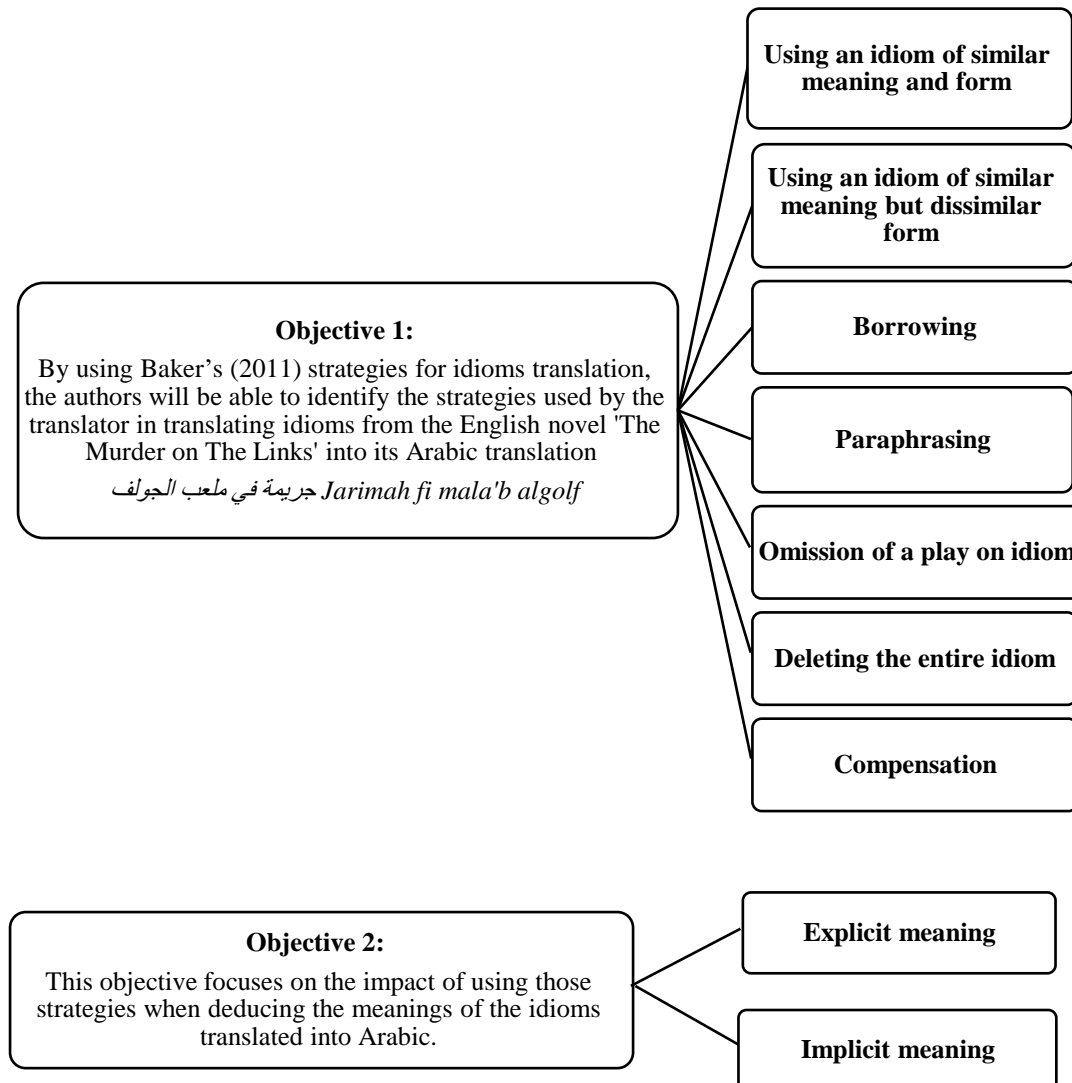 Using an idiom of similar
meaning and form
Using an idiom of similar
meaning but dissimilar
form
Objective 1:
By using Baker's (2011) strategies for idioms translation,
the authors will be able to identify the strategies used by the
translator in translating idioms from the English novel 'The
Murder on The Links' into its Arabic translation
جريمة في ملعب الجولف Jarimah fi mala'b algolf
Borrowing
Paraphrasing
Omission of a play on idiom
Deleting the entire idiom
Compensation
Objective 2:
This objective focuses on the impact of using those
strategies when deducing the meanings of the idioms
translated into Arabic.
Explicit meaning
Implicit meaning